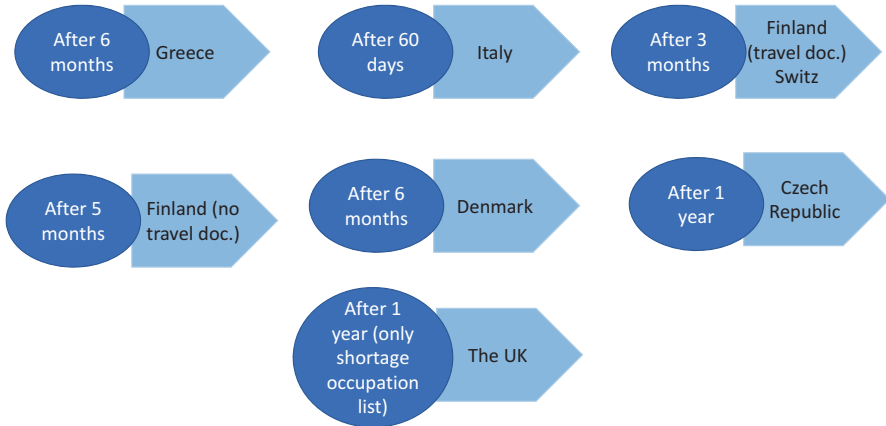 After 6
months
Greece
After 60
days
Italy
After 3
months
Finland
(travel doc.)
Switz
After 5
months
Finland (no
travel doc.)
After 6
months
Denmark
After 1
year
Czech
Republic
After 1
year (only
shortage
occupation
list)
The UK